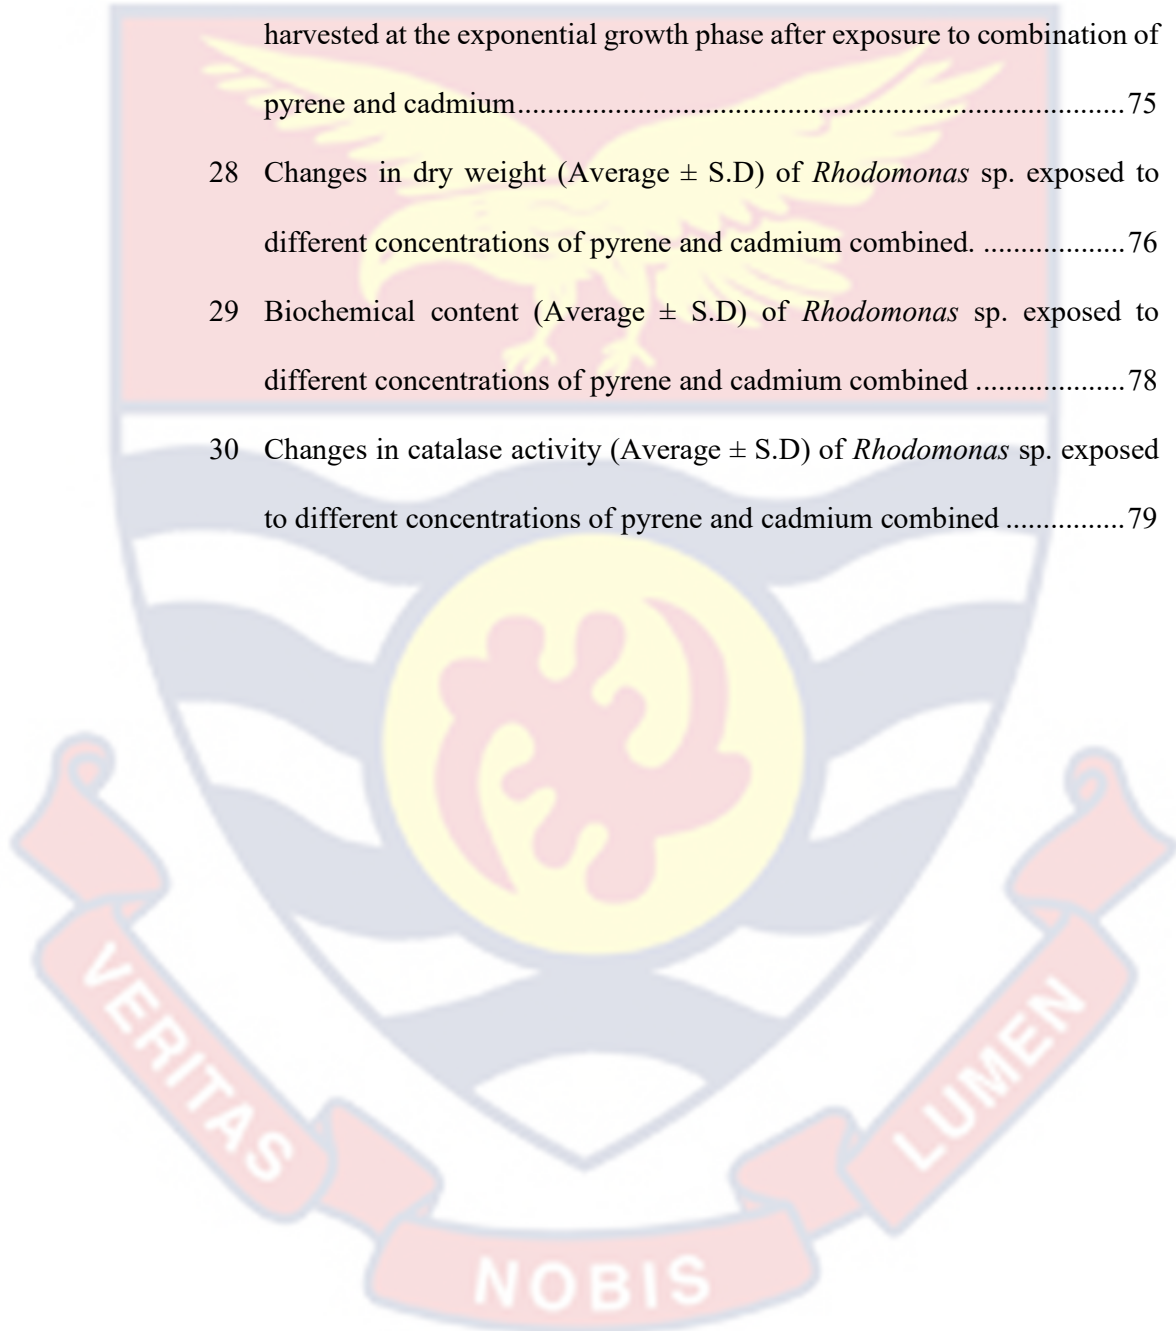 harvested at the exponential growth phase after exposure to combination of
pyrene and cadmium.................................................................................75
28 Changes in dry weight (Average ± S.D) of Rhodomonas sp. exposed to
different concentrations of pyrene and cadmium combined. ...................76
29 Biochemical content (Average ± S.D) of Rhodomonas sp. exposed to
different concentrations of pyrene and cadmium combined ....................78
30 Changes in catalase activity (Average ± S.D) of Rhodomonas sp. exposed
to different concentrations of pyrene and cadmium combined ................79
VERITAS
NOBIS
LUMEN